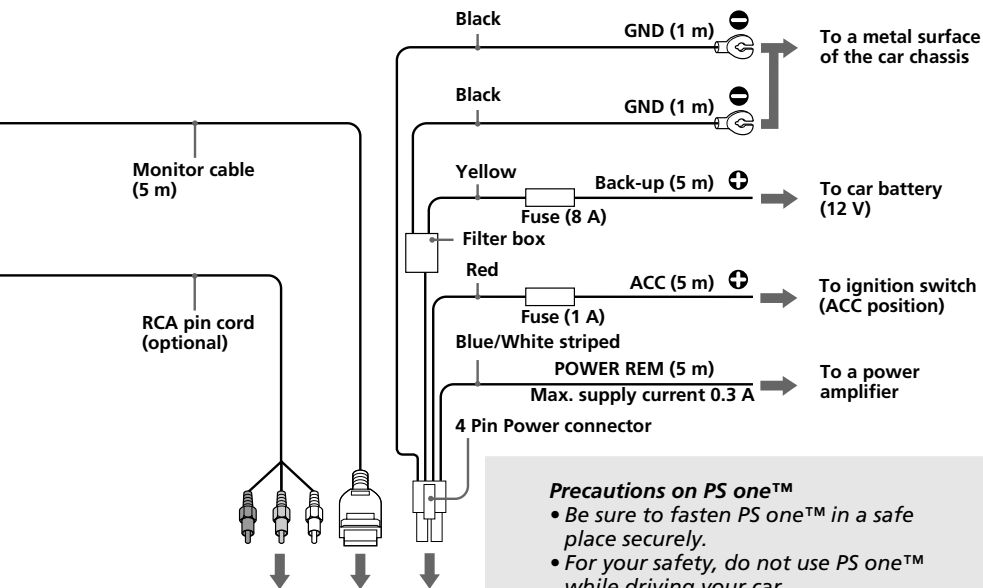 Black
GND (1 m)
To a metal surface
of the car chassis
Black
GND (1 m)
Monitor cable
(5 m)
Yellow
Back-up (5 m)
Fuse (8 A)
To car battery
(12 V)
Filter box
Red
ACC (5 m)
Fuse (1 A)
To ignition switch
(ACC position)
RCA pin cord
(optional)
Blue/White striped
POWER REM (5 m)
Max. supply current 0.3 A
To a power
amplifier
4 Pin Power connector
Precautions on PS one™
• Be sure to fasten PS one™ in a safe
place securely.
• For your safety, do not use PS one™
while driving your car.